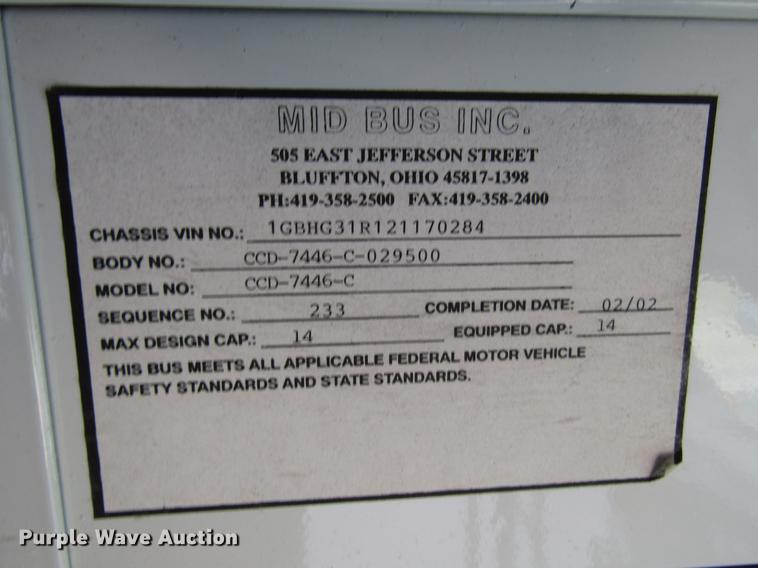 MID BUS INC.
505 EAST JEFFERSON STREET
BLUFFTON, OHIO 45817-1398
PH:419-358-2500 FAX:419-358-2400
CHASSIS VIN NO.: 1GBHG31R121170284
BODY NO.: CCD-7446-C-029500
MODEL NO: CCD-7446-C
SEQUENCE NO.: 233 COMPLETION DATE: 02/02
MAX DESIGN CAP.: 14 EQUIPPED CAP.: 14
THIS BUS MEETS ALL APPLICABLE FEDERAL MOTOR VEHICLE
SAFETY STANDARDS AND STATE STANDARDS.
Purple Wave Auction